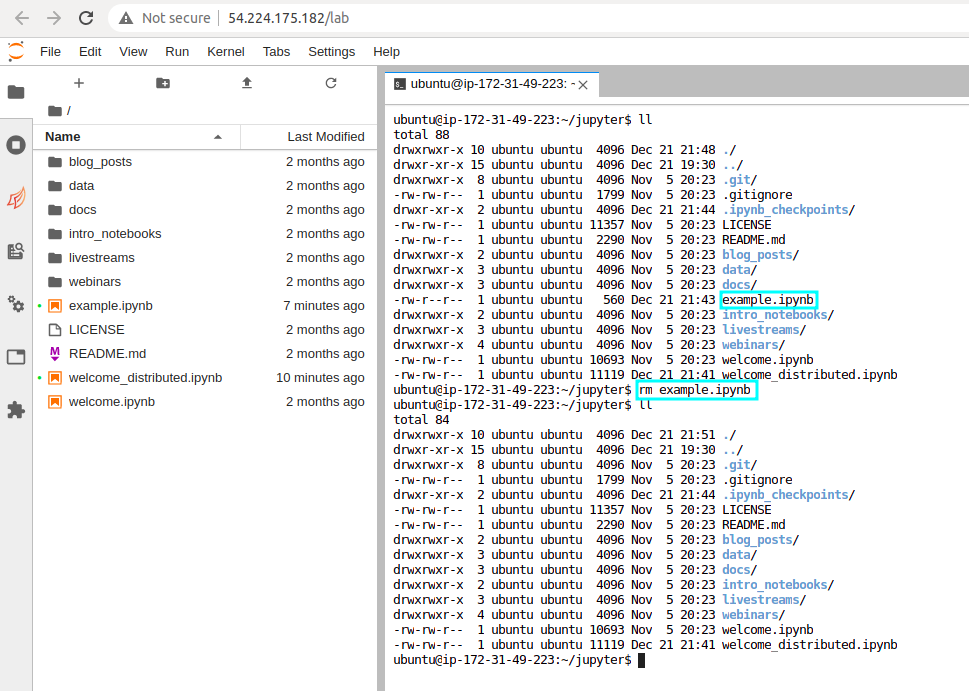 Not secure 54.224.175.182/lab
File Edit View Run Kernel Tabs Settings Help
/
Name Last Modified
blog_posts 2 months ago
data 2 months ago
docs 2 months ago
intro_notebooks 2 months ago
livestreams 2 months ago
webinars 2 months ago
example.ipynb 7 minutes ago
LICENSE 2 months ago
M README.md 2 months ago
welcome_distributed.ipynb 10 minutes ago
welcome.ipynb 2 months ago
ubuntu@ip-172-31-49-223: ~
ubuntu@ip-172-31-49-223:~/jupyter$ ll
total 88
drwxrwxr-x 10 ubuntu ubuntu  4096 Dec 21 21:48 ./
drwxr-xr-x 15 ubuntu ubuntu  4096 Dec 21 19:30 ../
drwxrwxr-x  8 ubuntu ubuntu  4096 Nov  5 20:23 .git/
-rw-rw-r--  1 ubuntu ubuntu  1799 Nov  5 20:23 .gitignore
drwxr-xr-x  2 ubuntu ubuntu  4096 Dec 21 21:44 .ipynb_checkpoints/
-rw-rw-r--  1 ubuntu ubuntu 11357 Nov  5 20:23 LICENSE
-rw-rw-r--  1 ubuntu ubuntu  2290 Nov  5 20:23 README.md
drwxrwxr-x  2 ubuntu ubuntu  4096 Nov  5 20:23 blog_posts/
drwxrwxr-x  3 ubuntu ubuntu  4096 Nov  5 20:23 data/
drwxrwxr-x  3 ubuntu ubuntu  4096 Nov  5 20:23 docs/
-rw-rw-r--  1 ubuntu ubuntu   560 Dec 21 21:43 example.ipynb
drwxrwxr-x  2 ubuntu ubuntu  4096 Nov  5 20:23 intro_notebooks/
drwxrwxr-x  3 ubuntu ubuntu  4096 Nov  5 20:23 livestreams/
drwxrwxr-x  4 ubuntu ubuntu  4096 Nov  5 20:23 webinars/
-rw-rw-r--  1 ubuntu ubuntu 10693 Nov  5 20:23 welcome.ipynb
-rw-rw-r--  1 ubuntu ubuntu 11119 Dec 21 21:41 welcome_distributed.ipynb
ubuntu@ip-172-31-49-223:~/jupyter$ rm example.ipynb
ubuntu@ip-172-31-49-223:~/jupyter$ ll
total 84
drwxrwxr-x 10 ubuntu ubuntu  4096 Dec 21 21:51 ./
drwxr-xr-x 15 ubuntu ubuntu  4096 Dec 21 19:30 ../
drwxrwxr-x  8 ubuntu ubuntu  4096 Nov  5 20:23 .git/
-rw-rw-r--  1 ubuntu ubuntu  1799 Nov  5 20:23 .gitignore
drwxr-xr-x  2 ubuntu ubuntu  4096 Dec 21 21:44 .ipynb_checkpoints/
-rw-rw-r--  1 ubuntu ubuntu 11357 Nov  5 20:23 LICENSE
-rw-rw-r--  1 ubuntu ubuntu  2290 Nov  5 20:23 README.md
drwxrwxr-x  2 ubuntu ubuntu  4096 Nov  5 20:23 blog_posts/
drwxrwxr-x  3 ubuntu ubuntu  4096 Nov  5 20:23 data/
drwxrwxr-x  3 ubuntu ubuntu  4096 Nov  5 20:23 docs/
drwxrwxr-x  2 ubuntu ubuntu  4096 Nov  5 20:23 intro_notebooks/
drwxrwxr-x  3 ubuntu ubuntu  4096 Nov  5 20:23 livestreams/
drwxrwxr-x  4 ubuntu ubuntu  4096 Nov  5 20:23 webinars/
-rw-rw-r--  1 ubuntu ubuntu 10693 Nov  5 20:23 welcome.ipynb
-rw-rw-r--  1 ubuntu ubuntu 11119 Dec 21 21:41 welcome_distributed.ipynb
ubuntu@ip-172-31-49-223:~/jupyter$